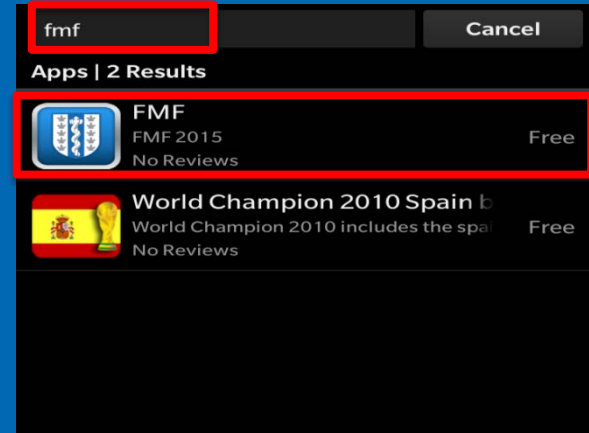 fmf
Cancel
Apps | 2 Results
FMF
FMF 2015
Free
No Reviews
World Champion 2010 Spain b
World Champion 2010 includes the spa
Free
No Reviews